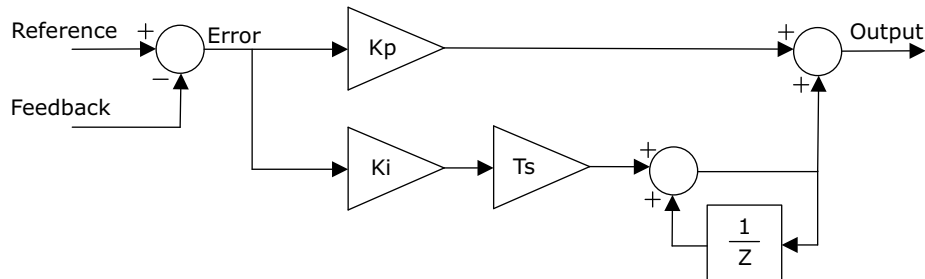 Reference
+
Error
−
Feedback
Kp
+
Output
+
Ki
Ts
+
+
1
Z